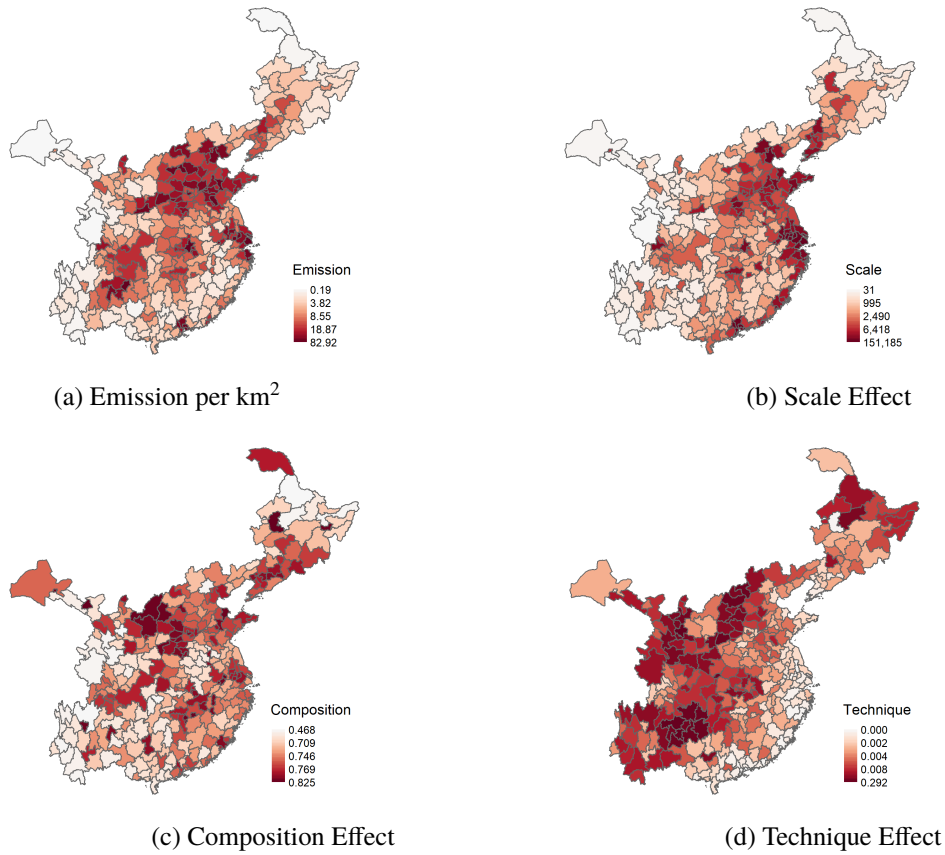 Emission
0.19
3.82
8.55
18.87
82.92
Scale
31
995
2,490
6,418
151,185
(a) Emission per km²
(b) Scale Effect
Composition
0.468
0.709
0.746
0.769
0.825
Technique
0.000
0.002
0.004
0.008
0.292
(c) Composition Effect
(d) Technique Effect